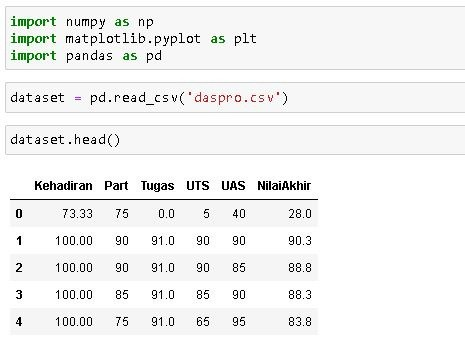 import numpy as np
import matplotlib.pyplot as plt
import pandas as pd
dataset = pd.read_csv('daspro.csv')
dataset.head()
Kehadiran Part Tugas UTS UAS NilaiAkhir
0 73.33 75 0.0 5 40 28.0
1 100.00 90 91.0 90 90 90.3
2 100.00 90 91.0 90 85 88.8
3 100.00 85 91.0 85 90 88.3
4 100.00 75 91.0 65 95 83.8